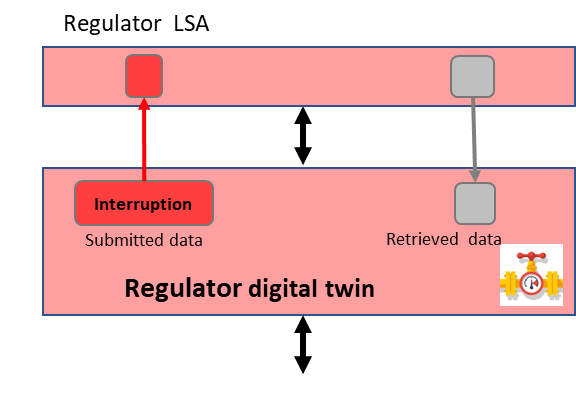 Regulator LSA
Interruption
Submitted data
Retrieved data
Regulator digital twin